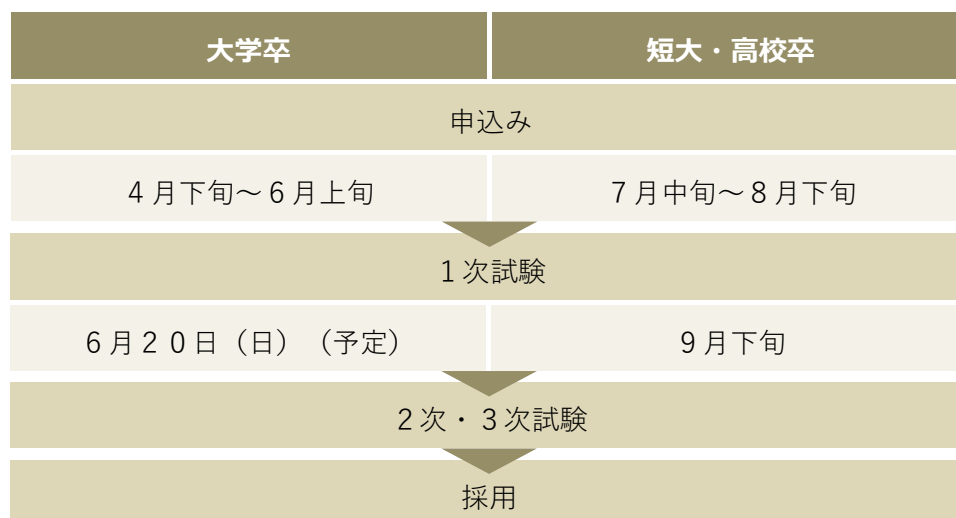 大学卒
短大・高校卒
申込み
４月下旬～６月上旬
７月中旬～８月下旬
１次試験
６月２０日（日）（予定）
９月下旬
２次・３次試験
採用